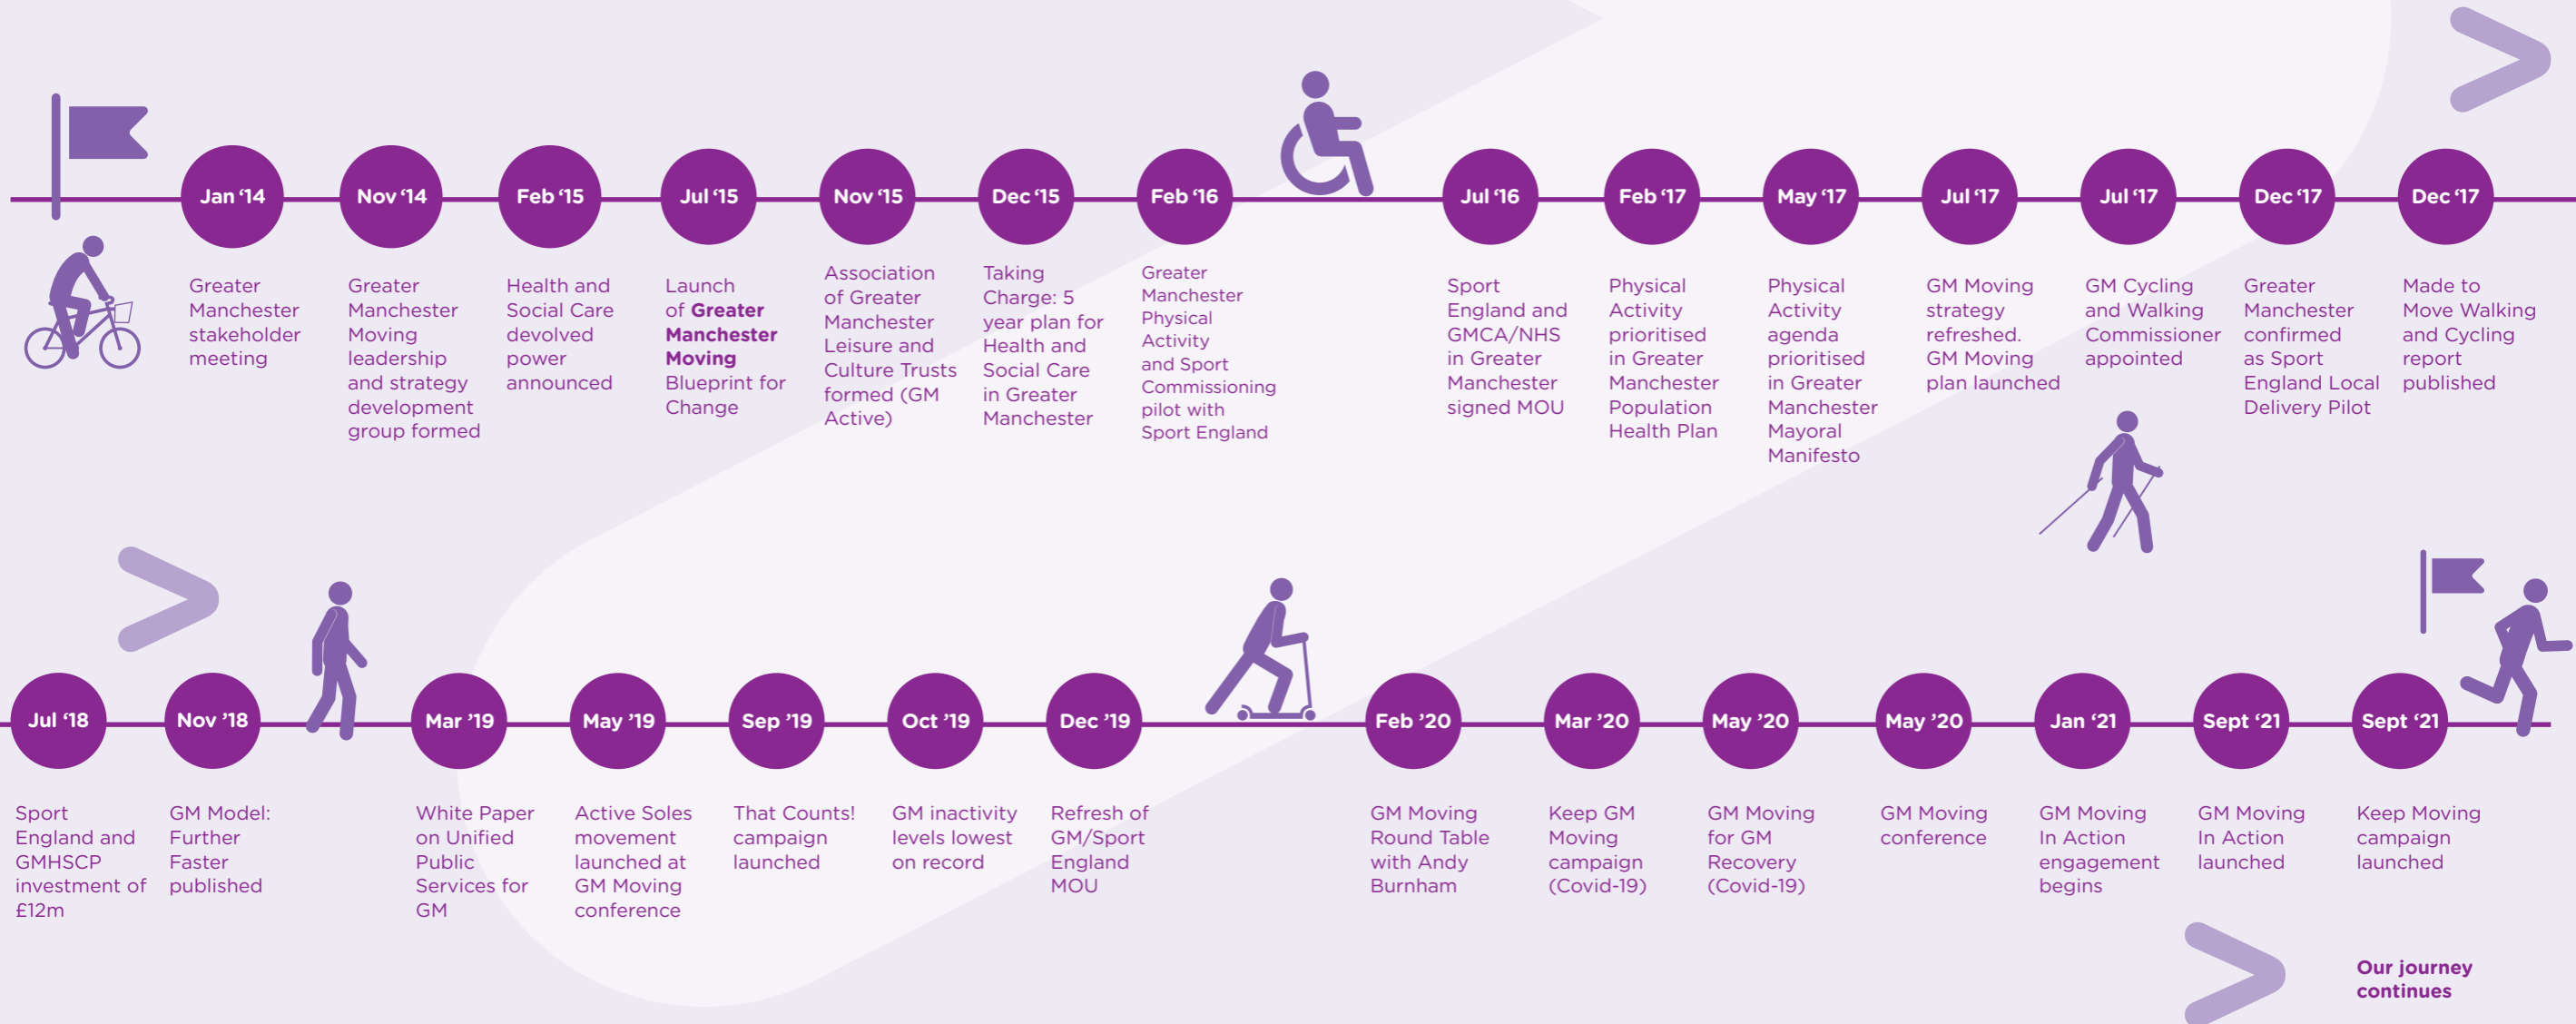 Jan ‘14
Greater
Manchester
stakeholder
meeting
Nov ‘14
Greater
Manchester
Moving
leadership
and strategy
development
group formed
Feb ‘15
Health and
Social Care
devolved
power
announced
Jul ‘15
Launch
of Greater
Manchester
Moving
Blueprint for
Change
Nov ‘15
Association
of Greater
Manchester
Leisure and
Culture Trusts
formed (GM
Active)
Dec ‘15
Taking
Charge: 5
year plan for
Health and
Social Care
in Greater
Manchester
Feb ‘16
Greater
Manchester
Physical
Activity
and Sport
Commissioning
pilot with
Sport England
Jul ‘16
Sport
England and
GMCA/NHS
in Greater
Manchester
signed MOU
Feb ‘17
Physical
Activity
prioritised
in Greater
Manchester
Population
Health Plan
May ‘17
Physical
Activity
agenda
prioritised
in Greater
Manchester
Mayoral
Manifesto
Jul ‘17
GM Moving
strategy
refreshed.
GM Moving
plan launched
Jul ‘17
GM Cycling
and Walking
Commissioner
appointed
Dec ‘17
Greater
Manchester
confirmed
as Sport
England Local
Delivery Pilot
Dec ‘17
Made to
Move Walking
and Cycling
report
published
Jul ‘18
Sport
England and
GMHSCP
investment of
£12m
Nov ’18
GM Model:
Further
Faster
published
Mar ’19
White Paper
on Unified
Public
Services for
GM
May ’19
Active Soles
movement
launched at
GM Moving
conference
Sep ’19
That Counts!
campaign
launched
Oct ’19
GM inactivity
levels lowest
on record
Dec ’19
Refresh of
GM/Sport
England
MOU
Feb ‘20
GM Moving
Round Table
with Andy
Burnham
Mar ’20
Keep GM
Moving
campaign
(Covid-19)
May ’20
GM Moving
for GM
Recovery
(Covid-19)
May ’20
GM Moving
conference
Jan ‘21
GM Moving
In Action
engagement
begins
Sept ‘21
GM Moving
In Action
launched
Sept ‘21
Keep Moving
campaign
launched
Our journey
continues